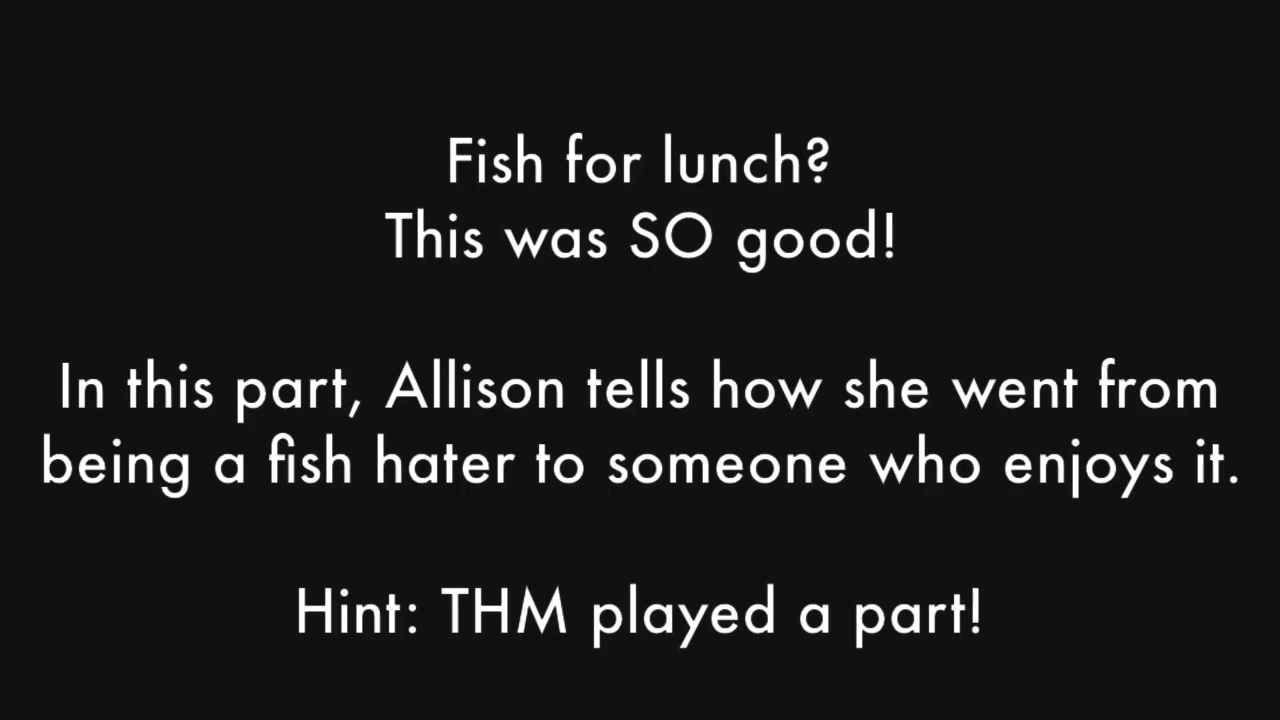 Fish for lunch?
This was SO good!
In this part, Allison tells how she went from
being a fish hater to someone who enjoys it.
Hint: THM played a part!